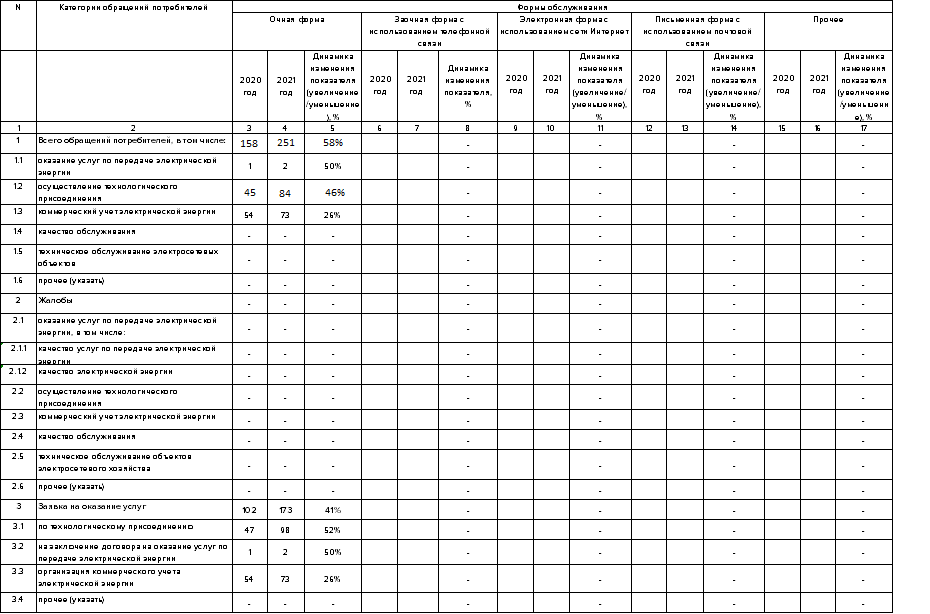 N Категории обращений потребителей Формы обслуживания
Очная форма Заочная форма с использованием телефонной связи Электронная форма с использованием сети Интернет Письменная форма с использованием почтовой связи Прочее
2020 год 2021 год Динамика изменения показателя (увеличение /уменьшение ), % 2020 год 2021 год Динамика изменения показателя, % 2020 год 2021 год Динамика изменения показателя (увеличение/ уменьшение), % 2020 год 2021 год Динамика изменения показателя (увеличение/ уменьшение), % 2020 год 2021 год Динамика изменения показателя (увеличение /уменьшени е), %
1 2 3 4 5 6 7 8 9 10 11 12 13 14 15 16 17
1 Всего обращений потребителей, в том числе: 158 251 58% - - - -
1.1 оказание услуг по передаче электрической энергии 1 2 50% - - - -
1.2 осуществление технологического присоединения 45 84 46% - - - -
1.3 коммерческий учет электрической энергии 54 73 26% - - - -
1.4 качество обслуживания - - - - - - -
1.5 техническое обслуживание электросетевых объектов - - - - - - -
1.6 прочее (указать) - - - - - - -
2 Жалобы - - - - - - -
2.1 оказание услуг по передаче электрической энергии, в том числе: - - - - - - -
2.1.1 качество услуг по передаче электрической энергии - - - - - - -
2.1.2 качество электрической энергии - - - - - - -
2.2 осуществление технологического присоединения - - - - - - -
2.3 коммерческий учет электрической энергии - - - - - - -
2.4 качество обслуживания - - - - - - -
2.5 техническое обслуживание объектов электросетевого хозяйства - - - - - - -
2.6 прочее (указать) - - - - - - -
3 Заявка на оказание услуг 102 173 41% - - - -
3.1 по технологическому присоединению 47 98 52% - - - -
3.2 на заключение договора на оказание услуг по передаче электрической энергии 1 2 50% - - - -
3.3 организация коммерческого учета электрической энергии 54 73 26% - - - -
3.4 прочее (указать) - - - - - - -